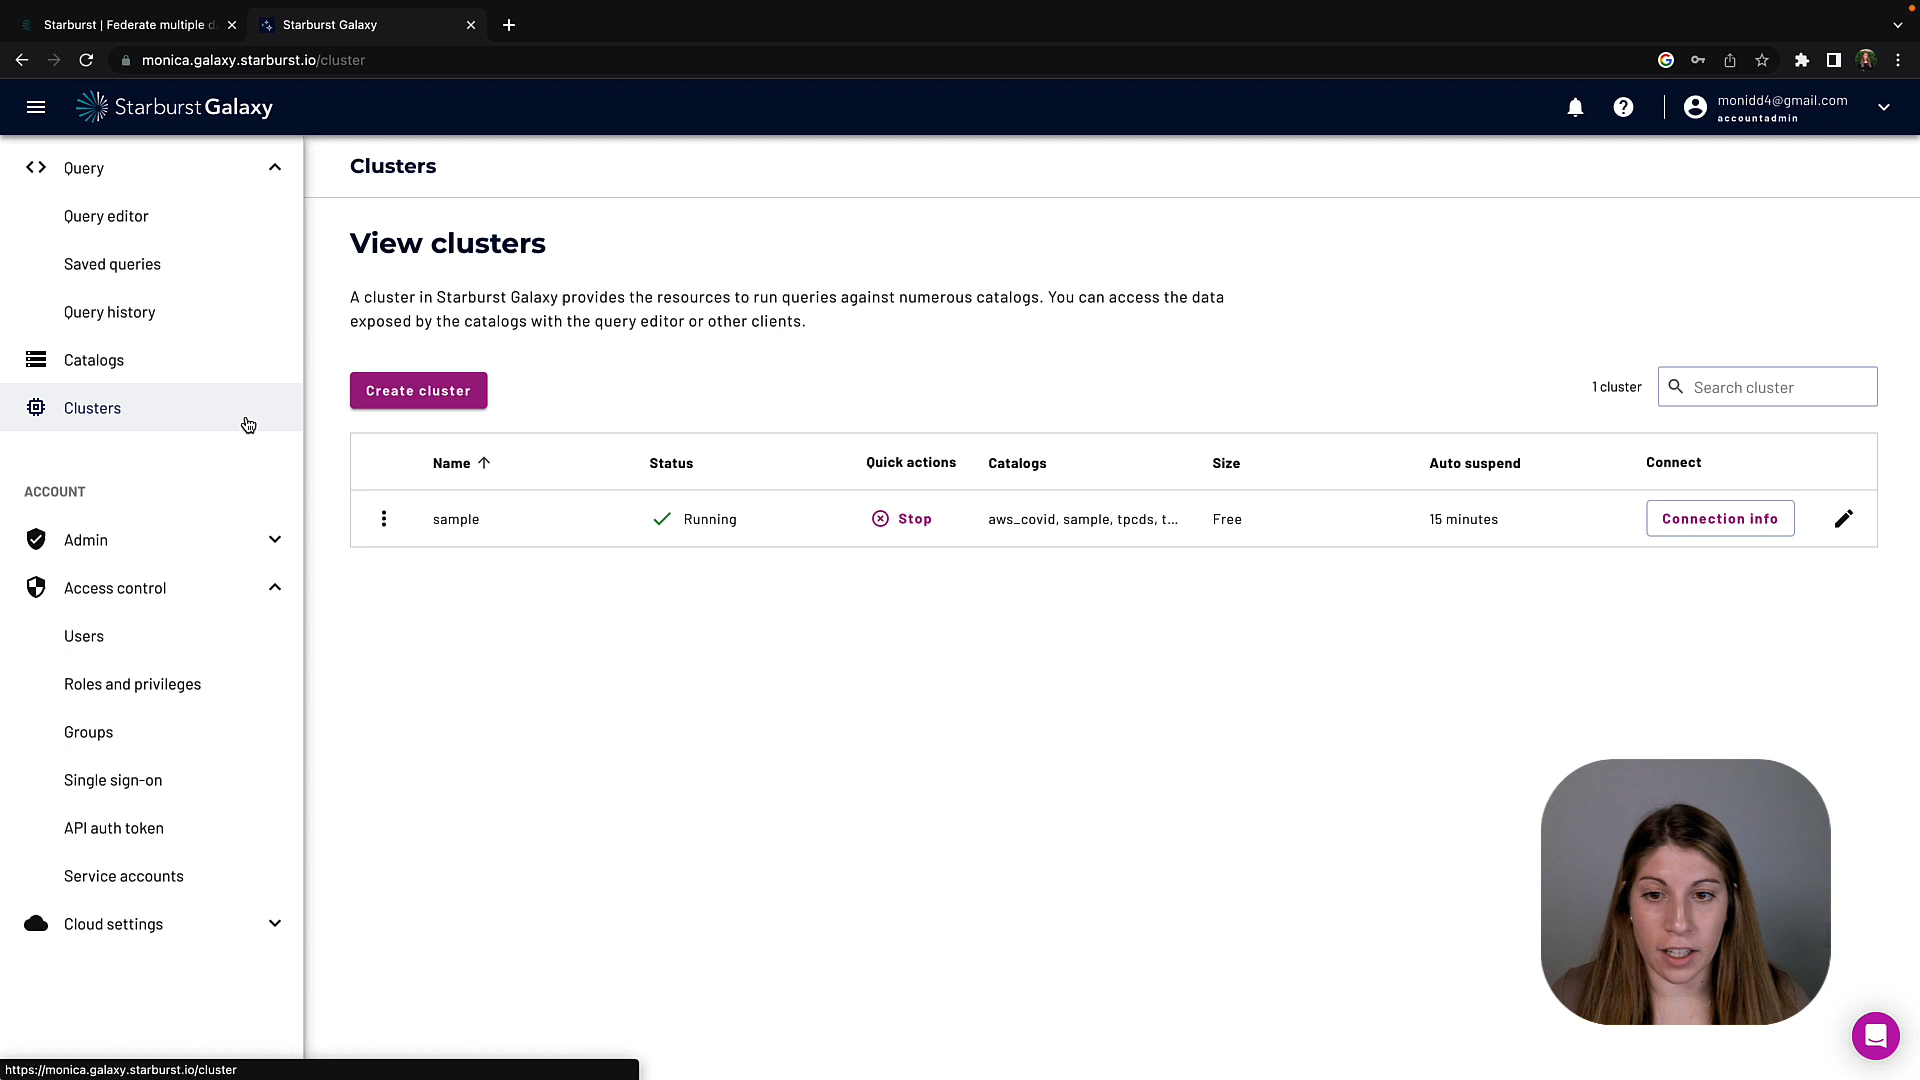 Starburst | Federate multiple d
Starburst Galaxy
monica.galaxy.starburst.io/cluster
Starburst Galaxy
monidd4@gmail.com
accountadmin
Query
Query editor
Saved queries
Query history
Catalogs
Clusters
ACCOUNT
Admin
Access control
Users
Roles and privileges
Groups
Single sign-on
API auth token
Service accounts
Cloud settings
Clusters
View clusters
A cluster in Starburst Galaxy provides the resources to run queries against numerous catalogs. You can access the data
exposed by the catalogs with the query editor or other clients.
Create cluster
1 cluster
Search cluster
Name Status Quick actions Catalogs Size Auto suspend Connect
sample Running Stop aws_covid, sample, tpcds, t... Free 15 minutes Connection info
https://monica.galaxy.starburst.io/cluster